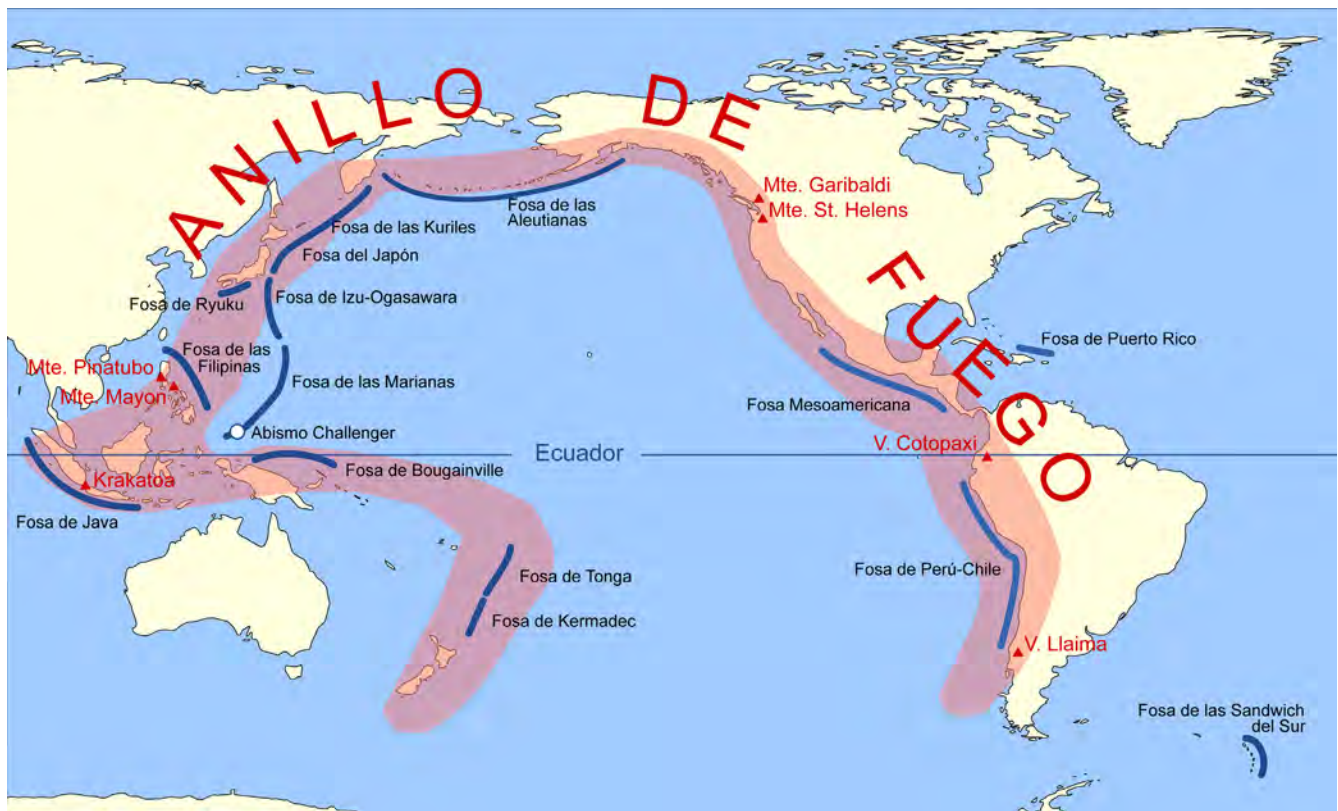 ANILLO DE FUEGO
Mte. Garibaldi
Mte. St. Helens
Fosa de las
Aleutianas
Fosa de las Kuriles
Fosa del Japón
Fosa de Ryuku
Fosa de Izu-Ogasawara
Fosa de Puerto Rico
Fosa de las
Filipinas
Mte. Pinatubo
Mte. Mayon
Fosa de las Marianas
Fosa Mesoamericana
Abismo Challenger
V. Cotopaxi
Ecuador
Fosa de Bougainville
Krakatoa
Fosa de Java
Fosa de Tonga
Fosa de Perú-Chile
Fosa de Kermadec
V. Llaima
Fosa de las Sandwich
del Sur